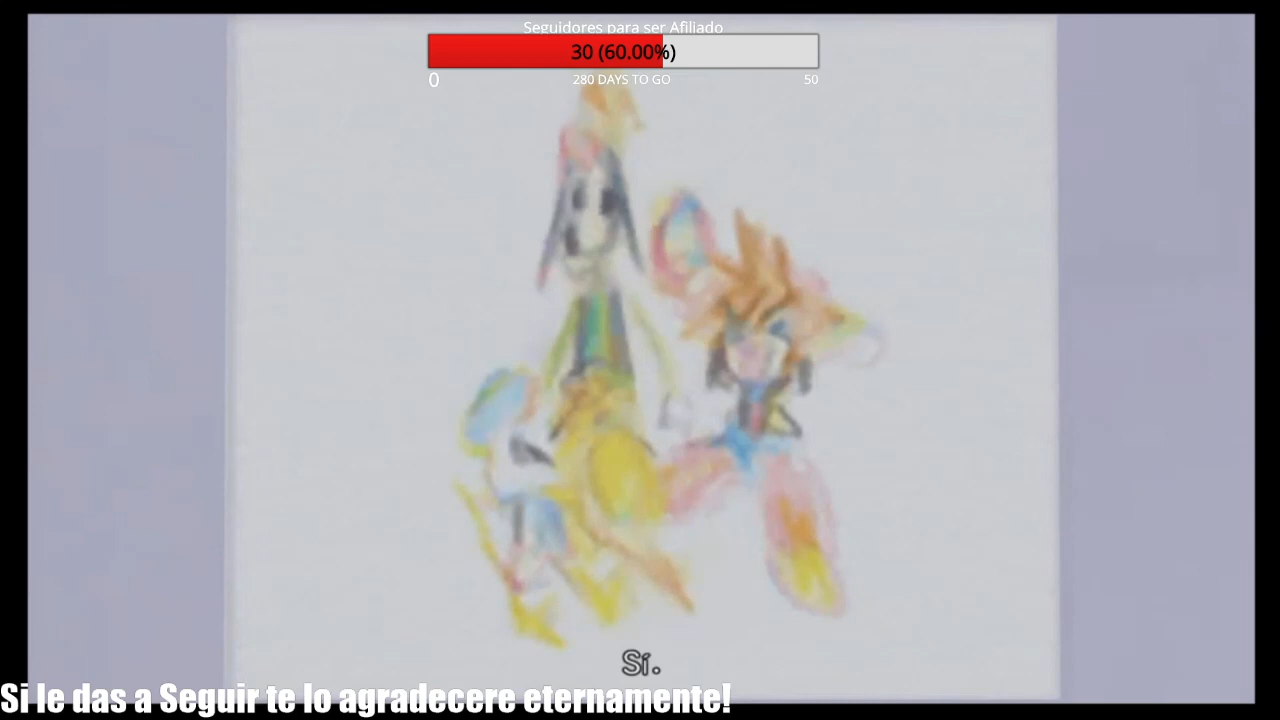 Seguidores para ser Afiliado
30 (60.00%)
0 280 DAYS TO GO 50
Sí.
Si le das a Seguir te lo agradecere eternamente!